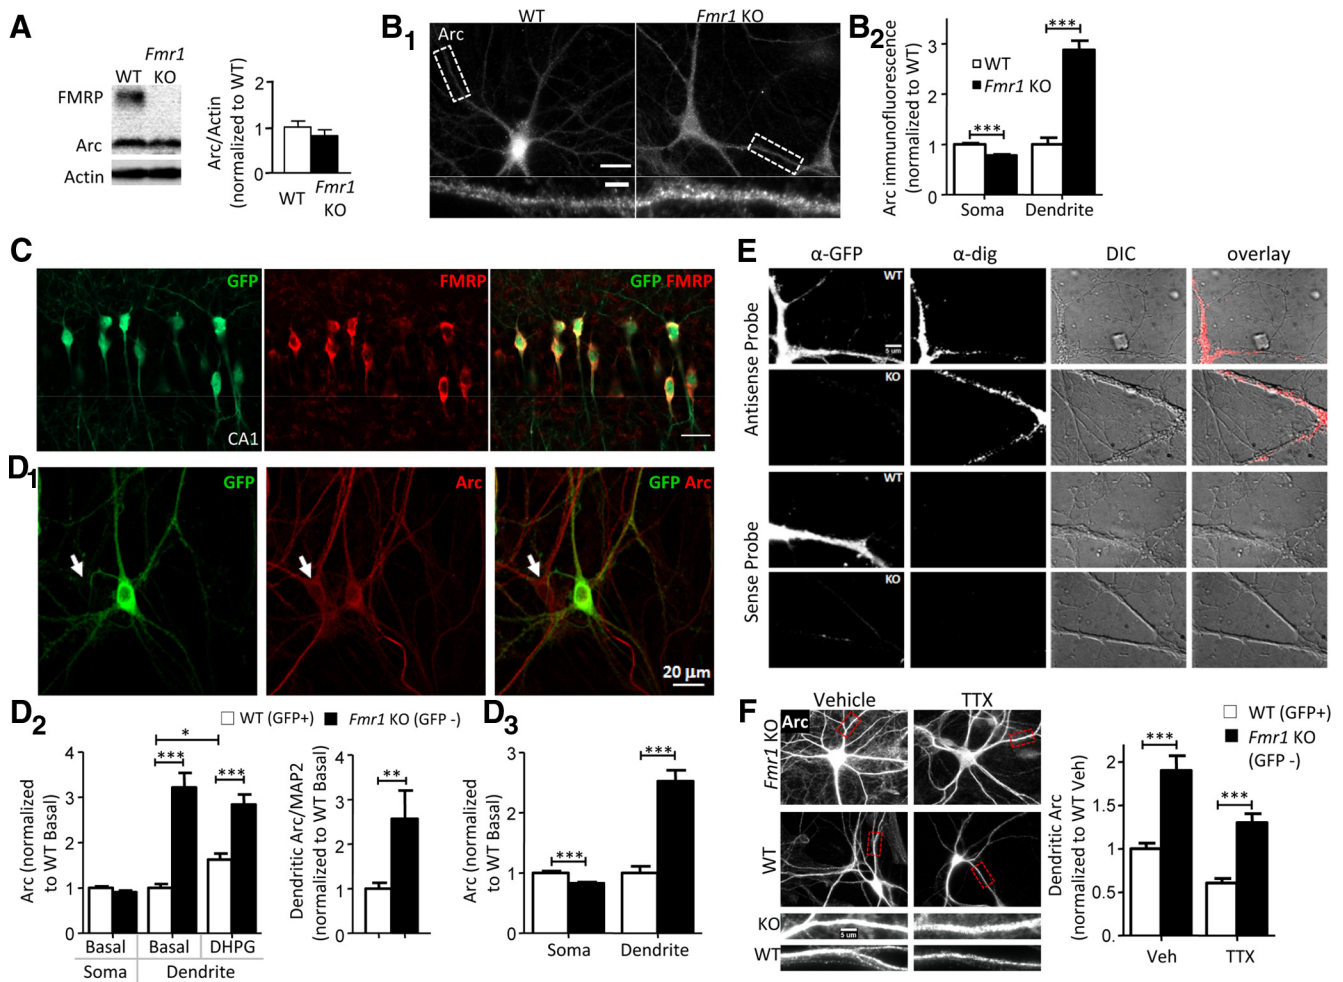 A
Fmr1
WT KO
FMRP
Arc
Actin
Arc/Actin
(normalized to WT)
2
1
0
WT Fmr1
KO
B1
WT
Fmr1 KO
Arc
B2
Arc immunofluorescence
(normalized to WT)
3
2
1
0
***
***
WT
Fmr1 KO
Soma Dendrite
C
GFP
CA1
FMRP
GFP FMRP
D1
GFP
Arc
GFP Arc
20 µm
E
α-GFP α-dig DIC overlay
Antisense Probe
WT
5 um
KO
Sense Probe
WT
KO
D2
WT (GFP+) Fmr1 KO (GFP -)
Arc (normalized
to WT Basal)
4
3
2
1
0
*
***
***
Basal Basal DHPG
Soma Dendrite
Dendritic Arc/MAP2
(normalized to WT Basal)
4
3
2
1
0
**
D3
Arc (normalized
to WT Basal)
3
2
1
0
***
***
Soma Dendrite
F
Vehicle TTX
Arc
Fmr1 KO
WT
KO
5 um
WT
WT (GFP+)
Fmr1 KO
(GFP -)
Dendritic Arc
(normalized to WT Veh)
2
1.5
1
0.5
0.
***
***
Veh TTX